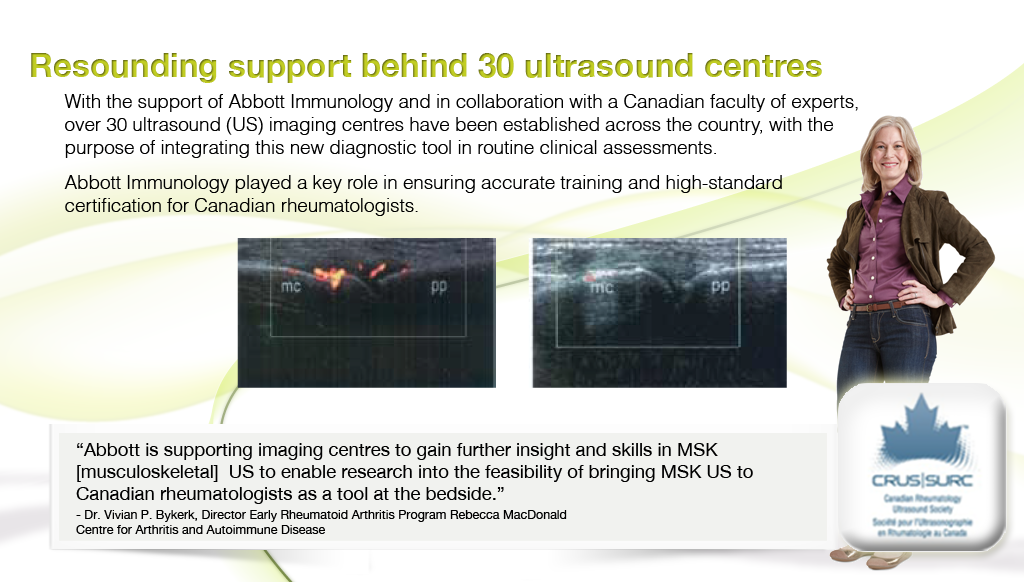 Resounding support behind 30 ultrasound centres
With the support of Abbott Immunology and in collaboration with a Canadian faculty of experts,
over 30 ultrasound (US) imaging centres have been established across the country, with the
purpose of integrating this new diagnostic tool in routine clinical assessments.
Abbott Immunology played a key role in ensuring accurate training and high-standard
certification for Canadian rheumatologists.
mc pp
mc pp
“Abbott is supporting imaging centres to gain further insight and skills in MSK
[musculoskeletal] US to enable research into the feasibility of bringing MSK US to
Canadian rheumatologists as a tool at the bedside.”
- Dr. Vivian P. Bykerk, Director Early Rheumatoid Arthritis Program Rebecca MacDonald
Centre for Arthritis and Autoimmune Disease
CRUS|SURC
Canadian Rheumatology
Ultrasound Society
Société pour l'Ultrasonographie
en Rhumatologie au Canada